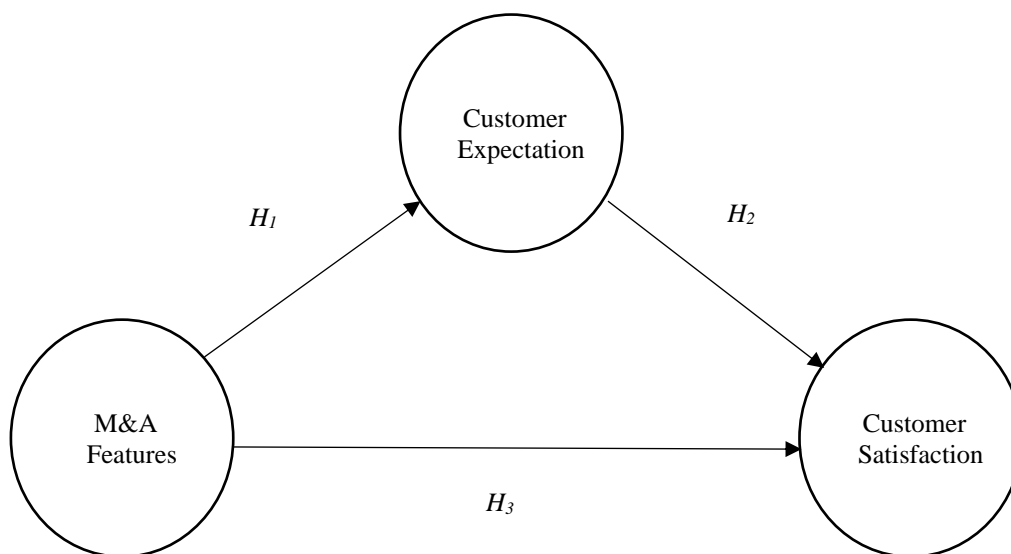 Customer
Expectation
H1
H2
M&A
Features
Customer
Satisfaction
H3